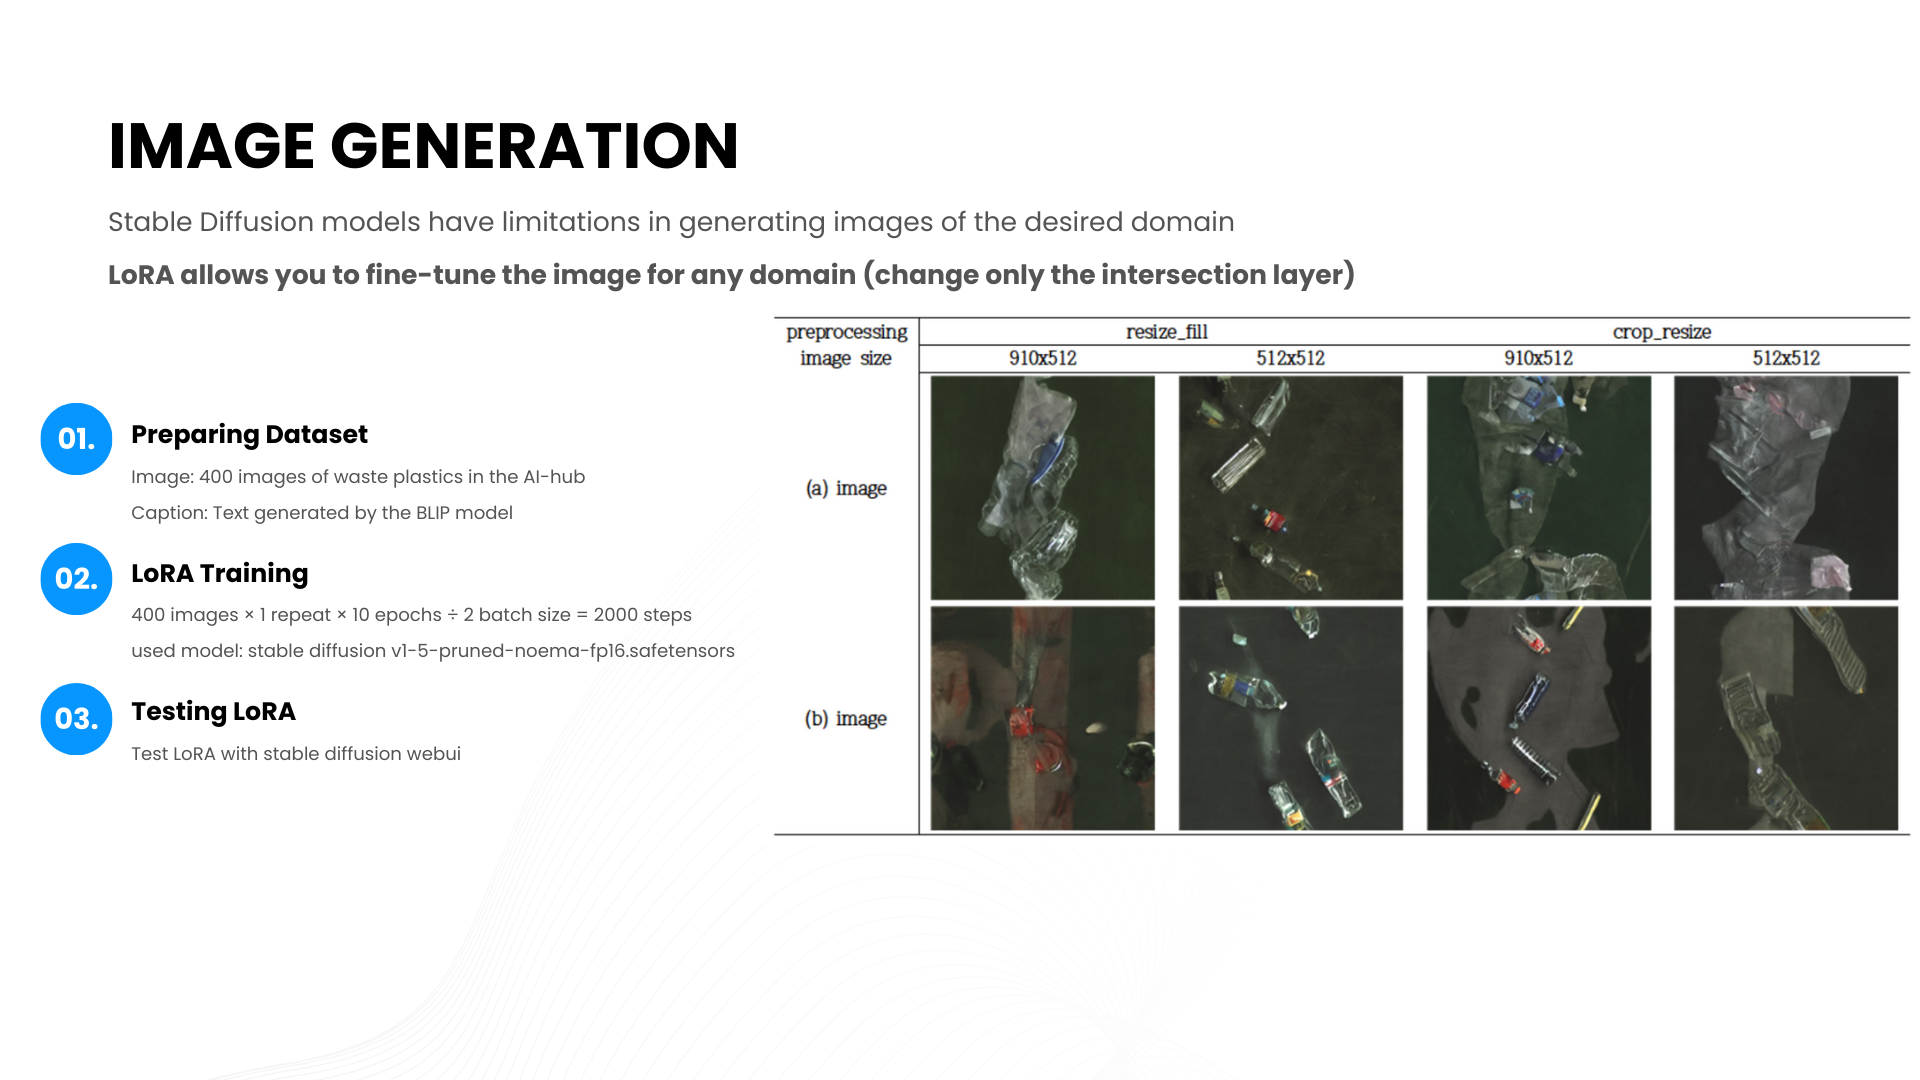 IMAGE GENERATION
Stable Diffusion models have limitations in generating images of the desired domain
LoRA allows you to fine-tune the image for any domain (change only the intersection layer)
01.
Preparing Dataset
Image: 400 images of waste plastics in the AI-hub
Caption: Text generated by the BLIP model
02.
LoRA Training
400 images × 1 repeat × 10 epochs ÷ 2 batch size = 2000 steps
used model: stable diffusion v1-5-pruned-noema-fp16.safetensors
03.
Testing LoRA
Test LoRA with stable diffusion webui
preprocessing resize_fill crop_resize
image size 910x512 512x512 910x512 512x512
(a) image
(b) image